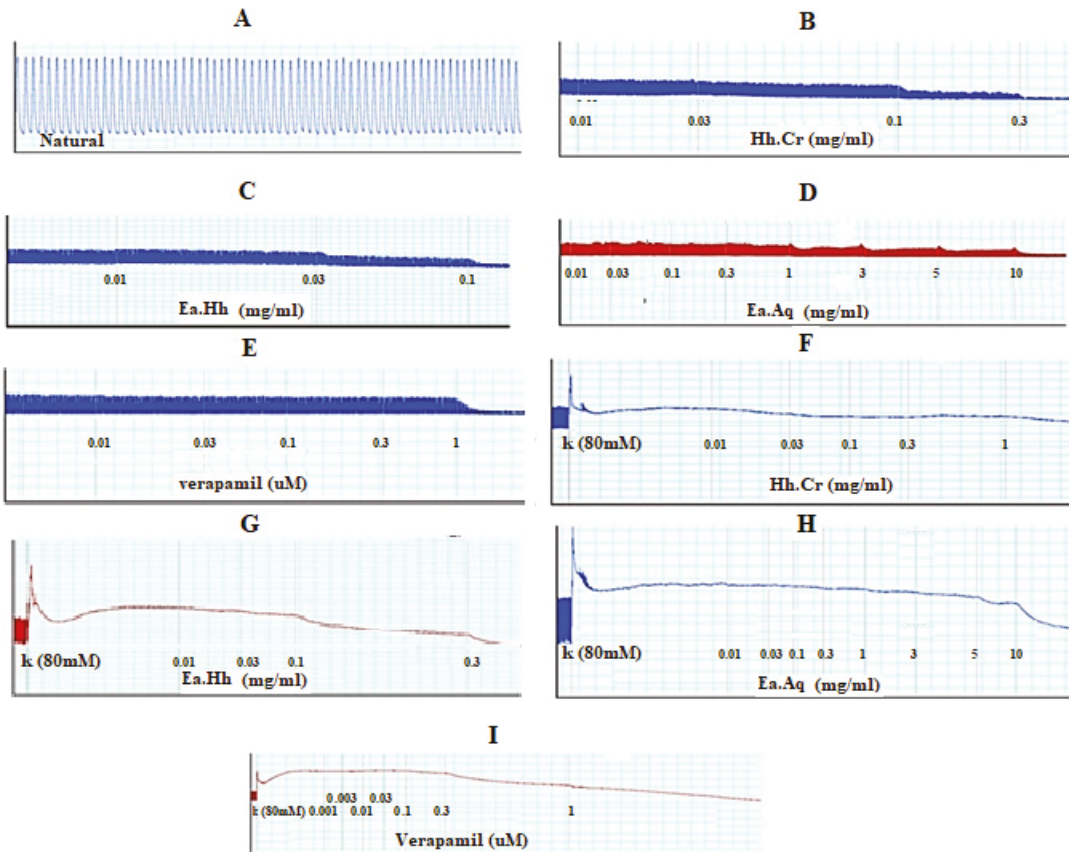 A
Natural
B
0.01 0.03 0.1 0.3
Hh.Cr (mg/ml)
C
0.01 0.03 0.1
Ea.Hh (mg/ml)
D
0.01 0.03 0.1 0.3 1 3 5 10
Ea.Aq (mg/ml)
E
0.01 0.03 0.1 0.3 1
verapamil (uM)
F
k (80mM) 0.01 0.03 0.1 0.3 1
Hh.Cr (mg/ml)
G
k (80mM) 0.01 0.03 0.1 0.3
Ea.Hh (mg/ml)
H
k (80mM) 0.01 0.03 0.1 0.3 1 3 5 10
Ea.Aq (mg/ml)
I
0.003 0.03
k (80mM) 0.001 0.01 0.1 0.3 1
Verapamil (uM)